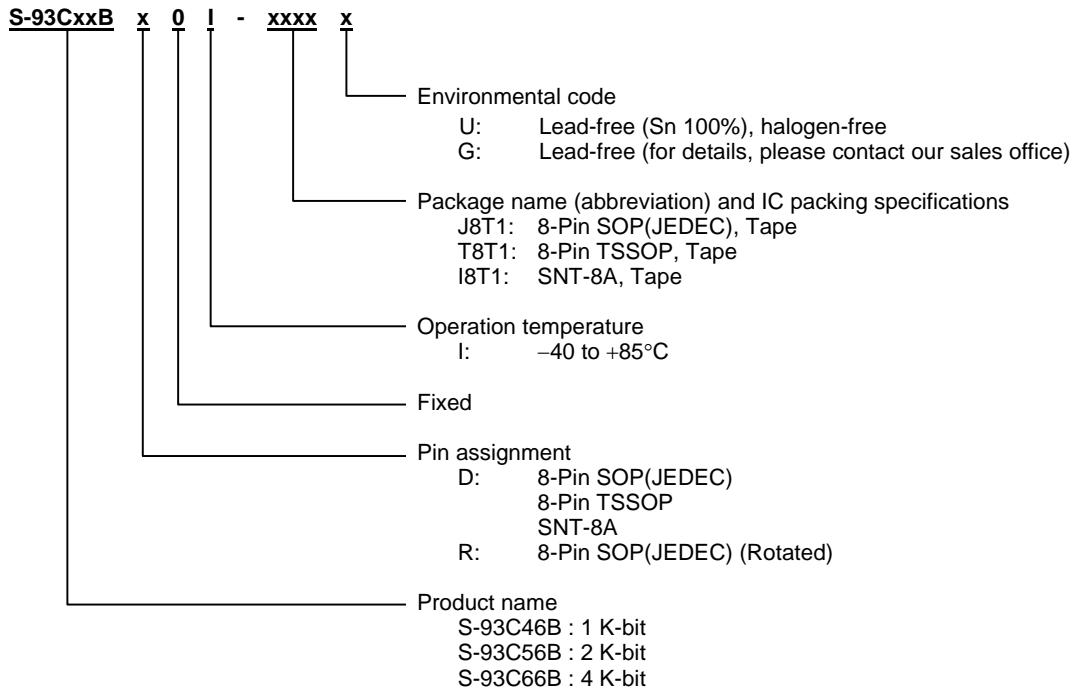 S-93CxxB x 0 I - xxxx x
Environmental code
U: Lead-free (Sn 100%), halogen-free
G: Lead-free (for details, please contact our sales office)
Package name (abbreviation) and IC packing specifications
J8T1: 8-Pin SOP(JEDEC), Tape
T8T1: 8-Pin TSSOP, Tape
I8T1: SNT-8A, Tape
Operation temperature
I: −40 to +85°C
Fixed
Pin assignment
D: 8-Pin SOP(JEDEC)
8-Pin TSSOP
SNT-8A
R: 8-Pin SOP(JEDEC) (Rotated)
Product name
S-93C46B : 1 K-bit
S-93C56B : 2 K-bit
S-93C66B : 4 K-bit